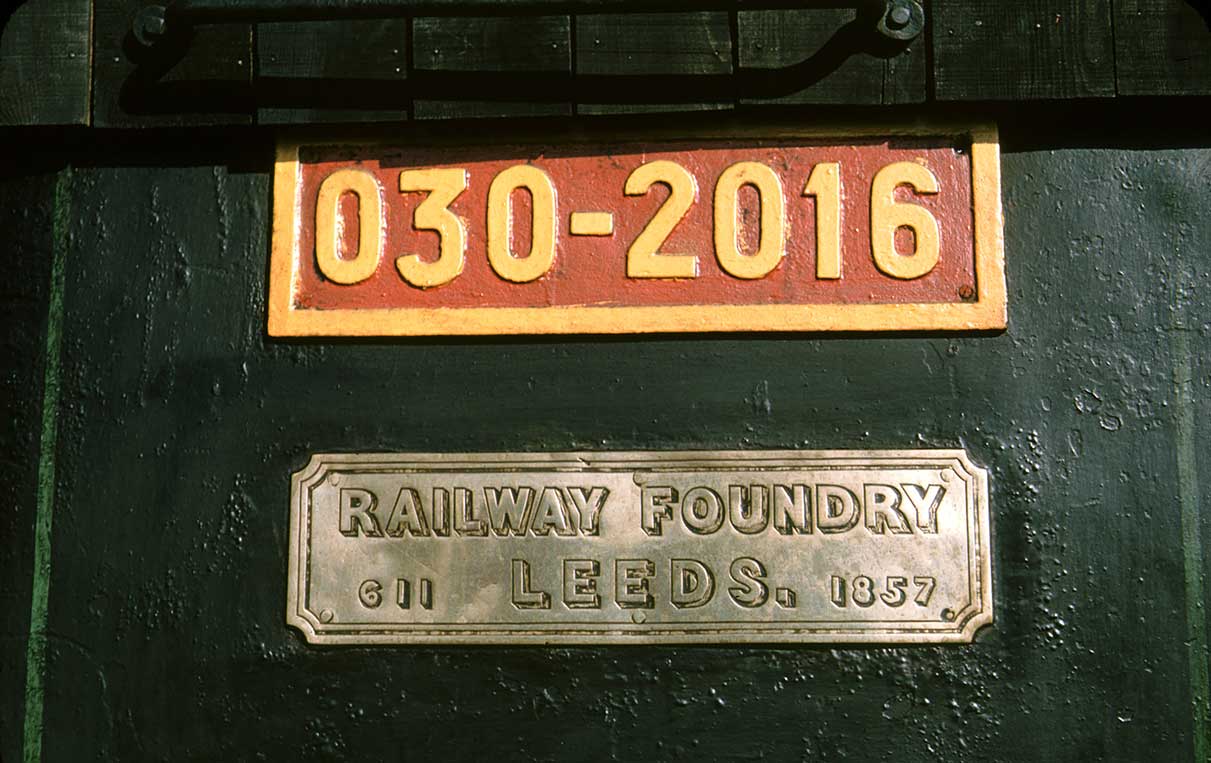 030-2016
RAILWAY FOUNDRY
611 LEEDS. 1857